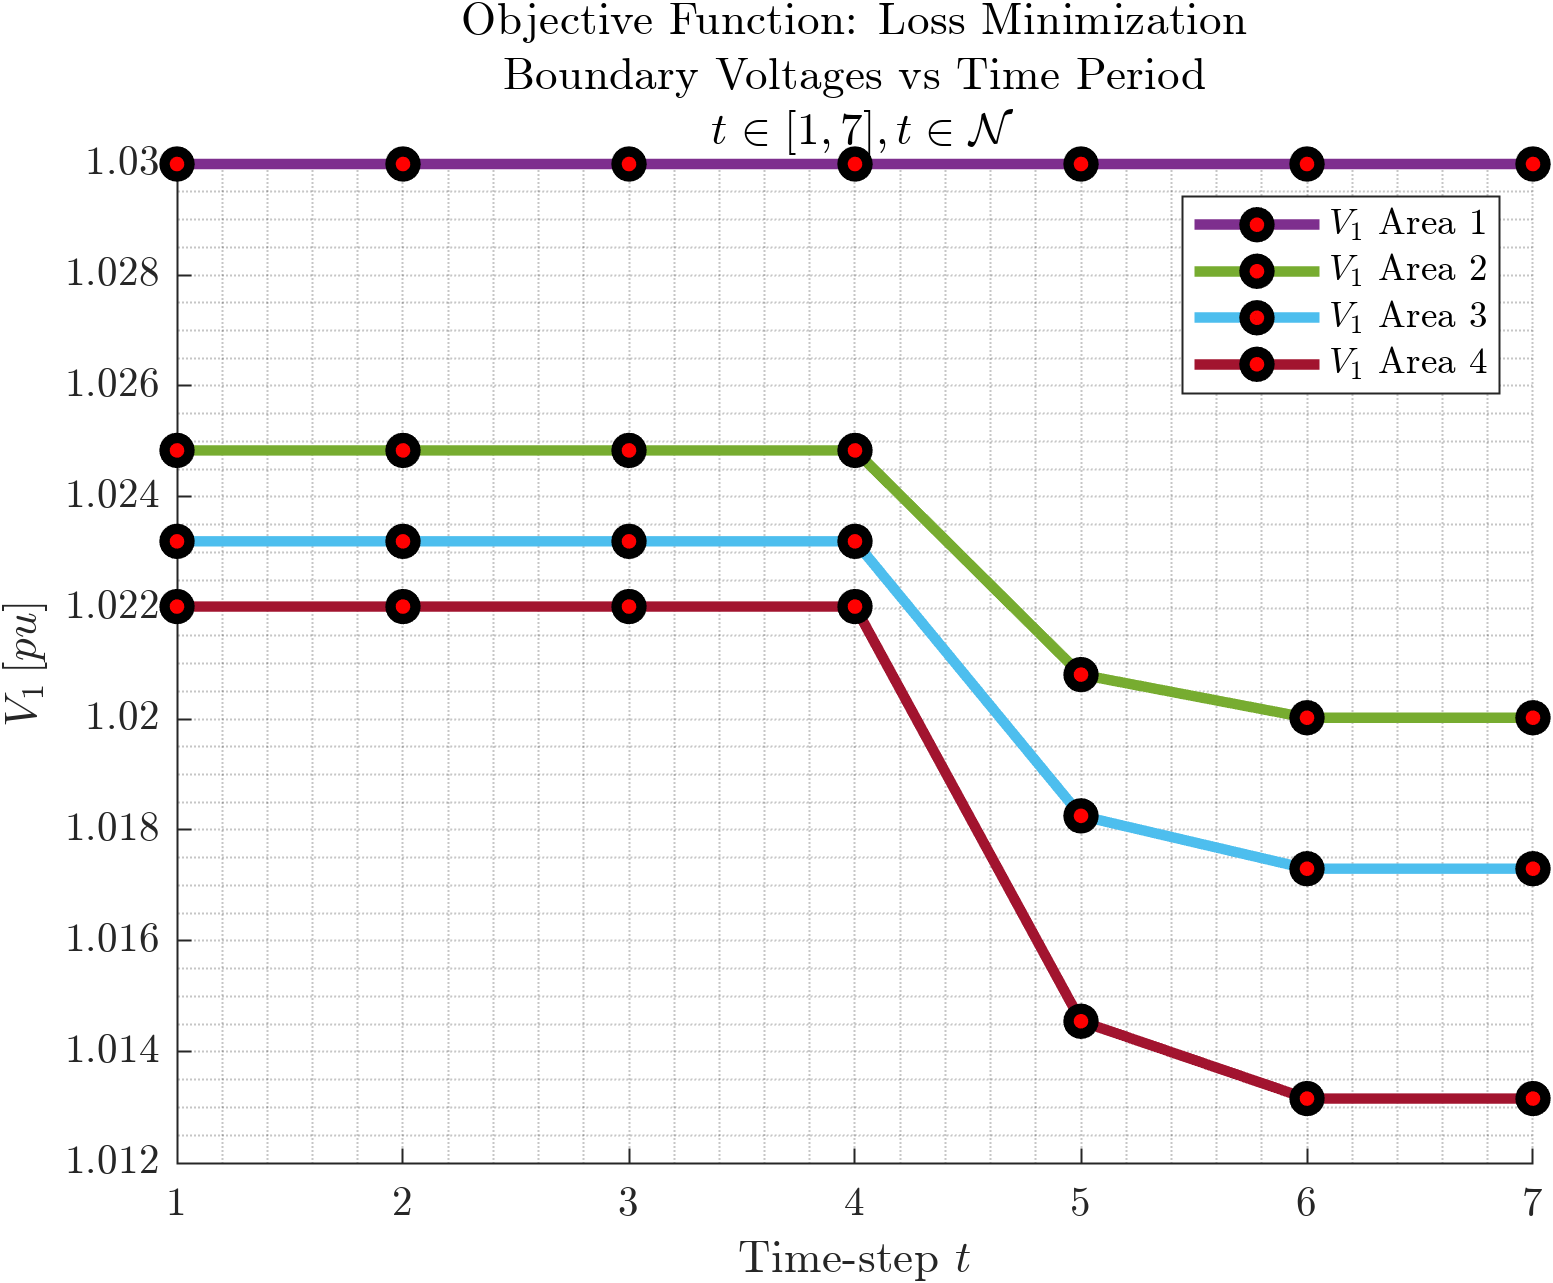 Objective Function: Loss Minimization
Boundary Voltages vs Time Period
t ∈ [1, 7], t ∈ 𝒩
1.03
1.028
1.026
1.024
1.022
1.02
1.018
1.016
1.014
1.012
V₁ [pu]
V₁ Area 1
V₁ Area 2
V₁ Area 3
V₁ Area 4
1 2 3 4 5 6 7
Time-step t